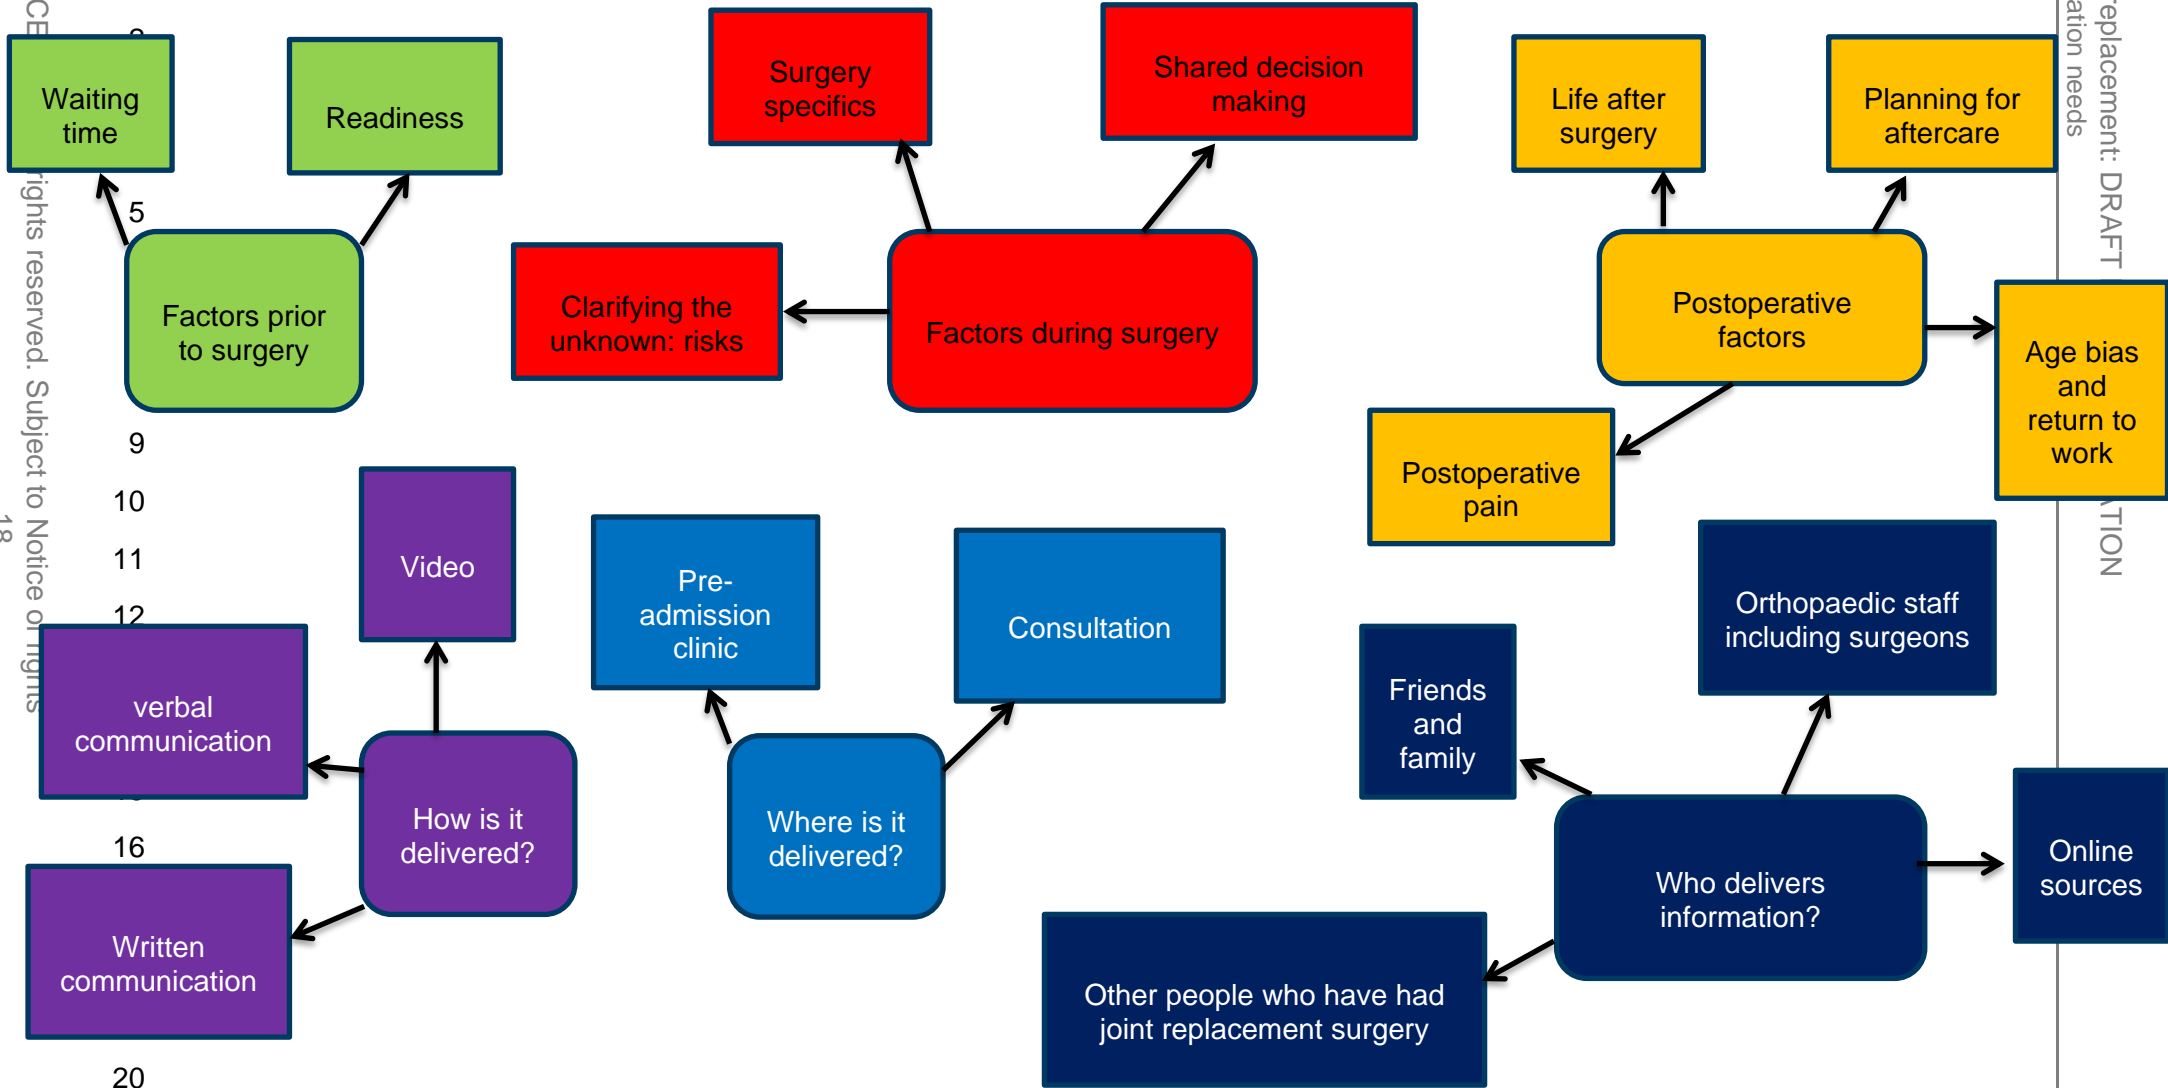 Waiting
time
Readiness
Surgery
specifics
Shared decision
making
Life after
surgery
Planning for
aftercare
5
Factors prior
to surgery
Clarifying the
unknown: risks
Factors during surgery
Postoperative
factors
Age bias
and
return to
work
Postoperative
pain
9
10
11
12
Video
Pre-
admission
clinic
Consultation
Orthopaedic staff
including surgeons
Friends
and
family
verbal
communication
How is it
delivered?
Where is it
delivered?
16
Who delivers
information?
Online
sources
Written
communication
Other people who have had
joint replacement surgery
20
rights reserved. Subject to Notice of rights
18
replacement: DRAFT
needs